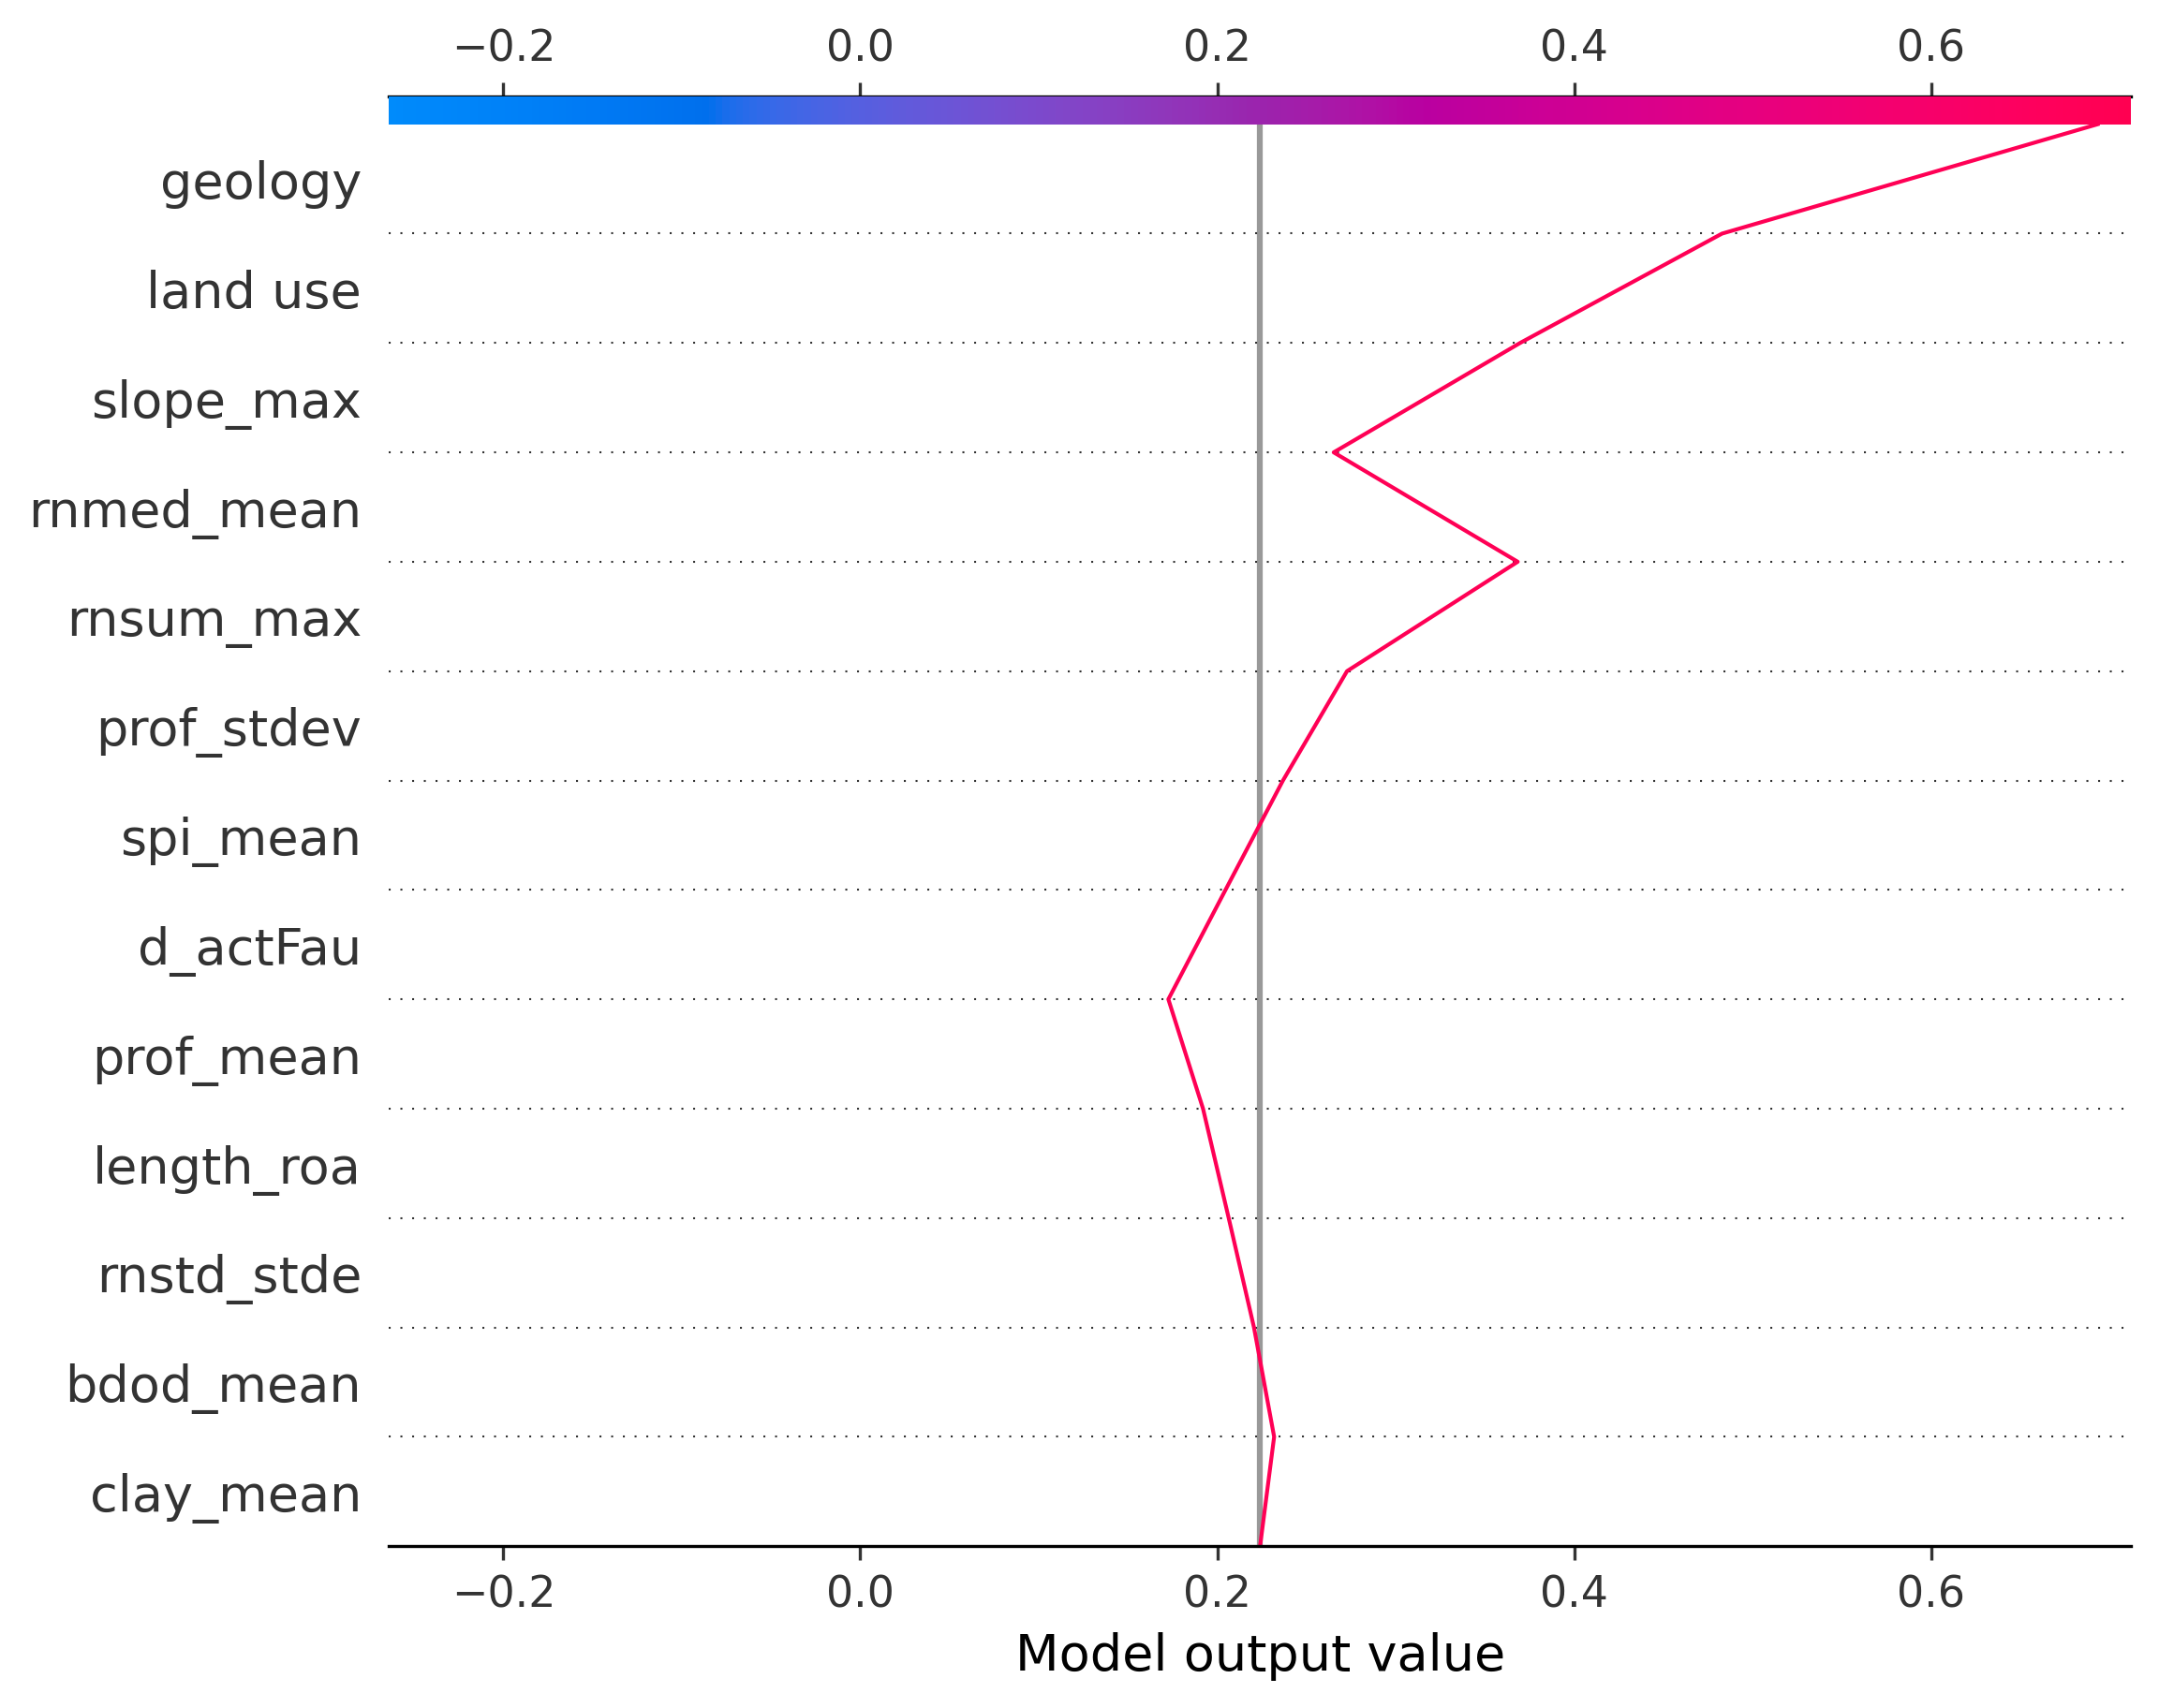 −0.2 0.0 0.2 0.4 0.6
geology
land use
slope_max
rnmed_mean
rnsum_max
prof_stdev
spi_mean
d_actFau
prof_mean
length_roa
rnstd_stde
bdod_mean
clay_mean
−0.2 0.0 0.2 0.4 0.6
Model output value